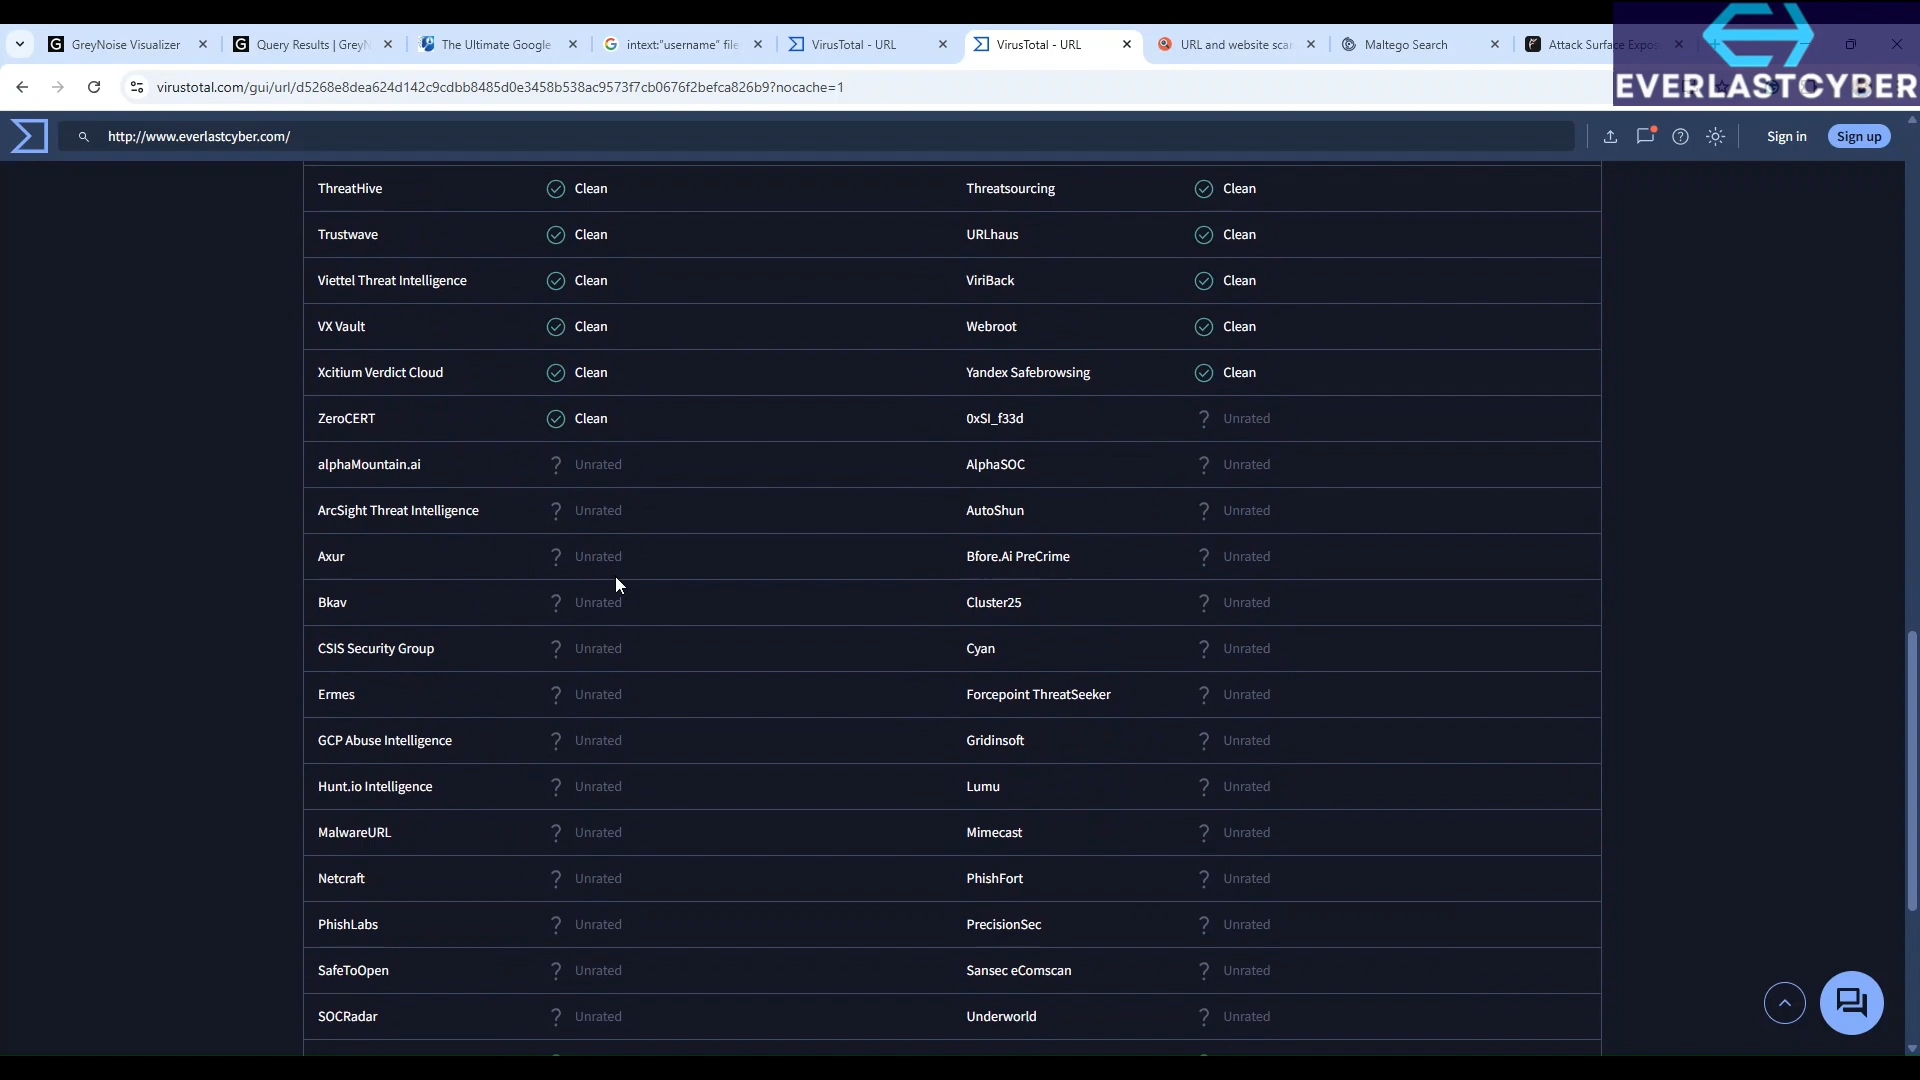 GreyNoise Visualizer
Query Results | GreyN
The Ultimate Google
intext:"username" file
VirusTotal - URL
VirusTotal - URL
URL and website scan
Maltego Search
Attack Surface Expos
EVERLASTCYBER
virustotal.com/gui/url/d5268e8dea624d142c9cdbb8485d0e3458b538ac9573f7cb0676f2befca826b9?nocache=1
http://www.everlastcyber.com/
Sign in
Sign up
ThreatHive Clean Threatsourcing Clean
Trustwave Clean URLhaus Clean
Viettel Threat Intelligence Clean ViriBack Clean
VX Vault Clean Webroot Clean
Xcitium Verdict Cloud Clean Yandex Safebrowsing Clean
ZeroCERT Clean 0xSI_f33d ? Unrated
alphaMountain.ai ? Unrated AlphaSOC ? Unrated
ArcSight Threat Intelligence ? Unrated AutoShun ? Unrated
Axur ? Unrated Bfore.Ai PreCrime ? Unrated
Bkav ? Unrated Cluster25 ? Unrated
CSIS Security Group ? Unrated Cyan ? Unrated
Ermes ? Unrated Forcepoint ThreatSeeker ? Unrated
GCP Abuse Intelligence ? Unrated Gridinsoft ? Unrated
Hunt.io Intelligence ? Unrated Lumu ? Unrated
MalwareURL ? Unrated Mimecast ? Unrated
Netcraft ? Unrated PhishFort ? Unrated
PhishLabs ? Unrated PrecisionSec ? Unrated
SafeToOpen ? Unrated Sansec eComscan ? Unrated
SOCRadar ? Unrated Underworld ? Unrated